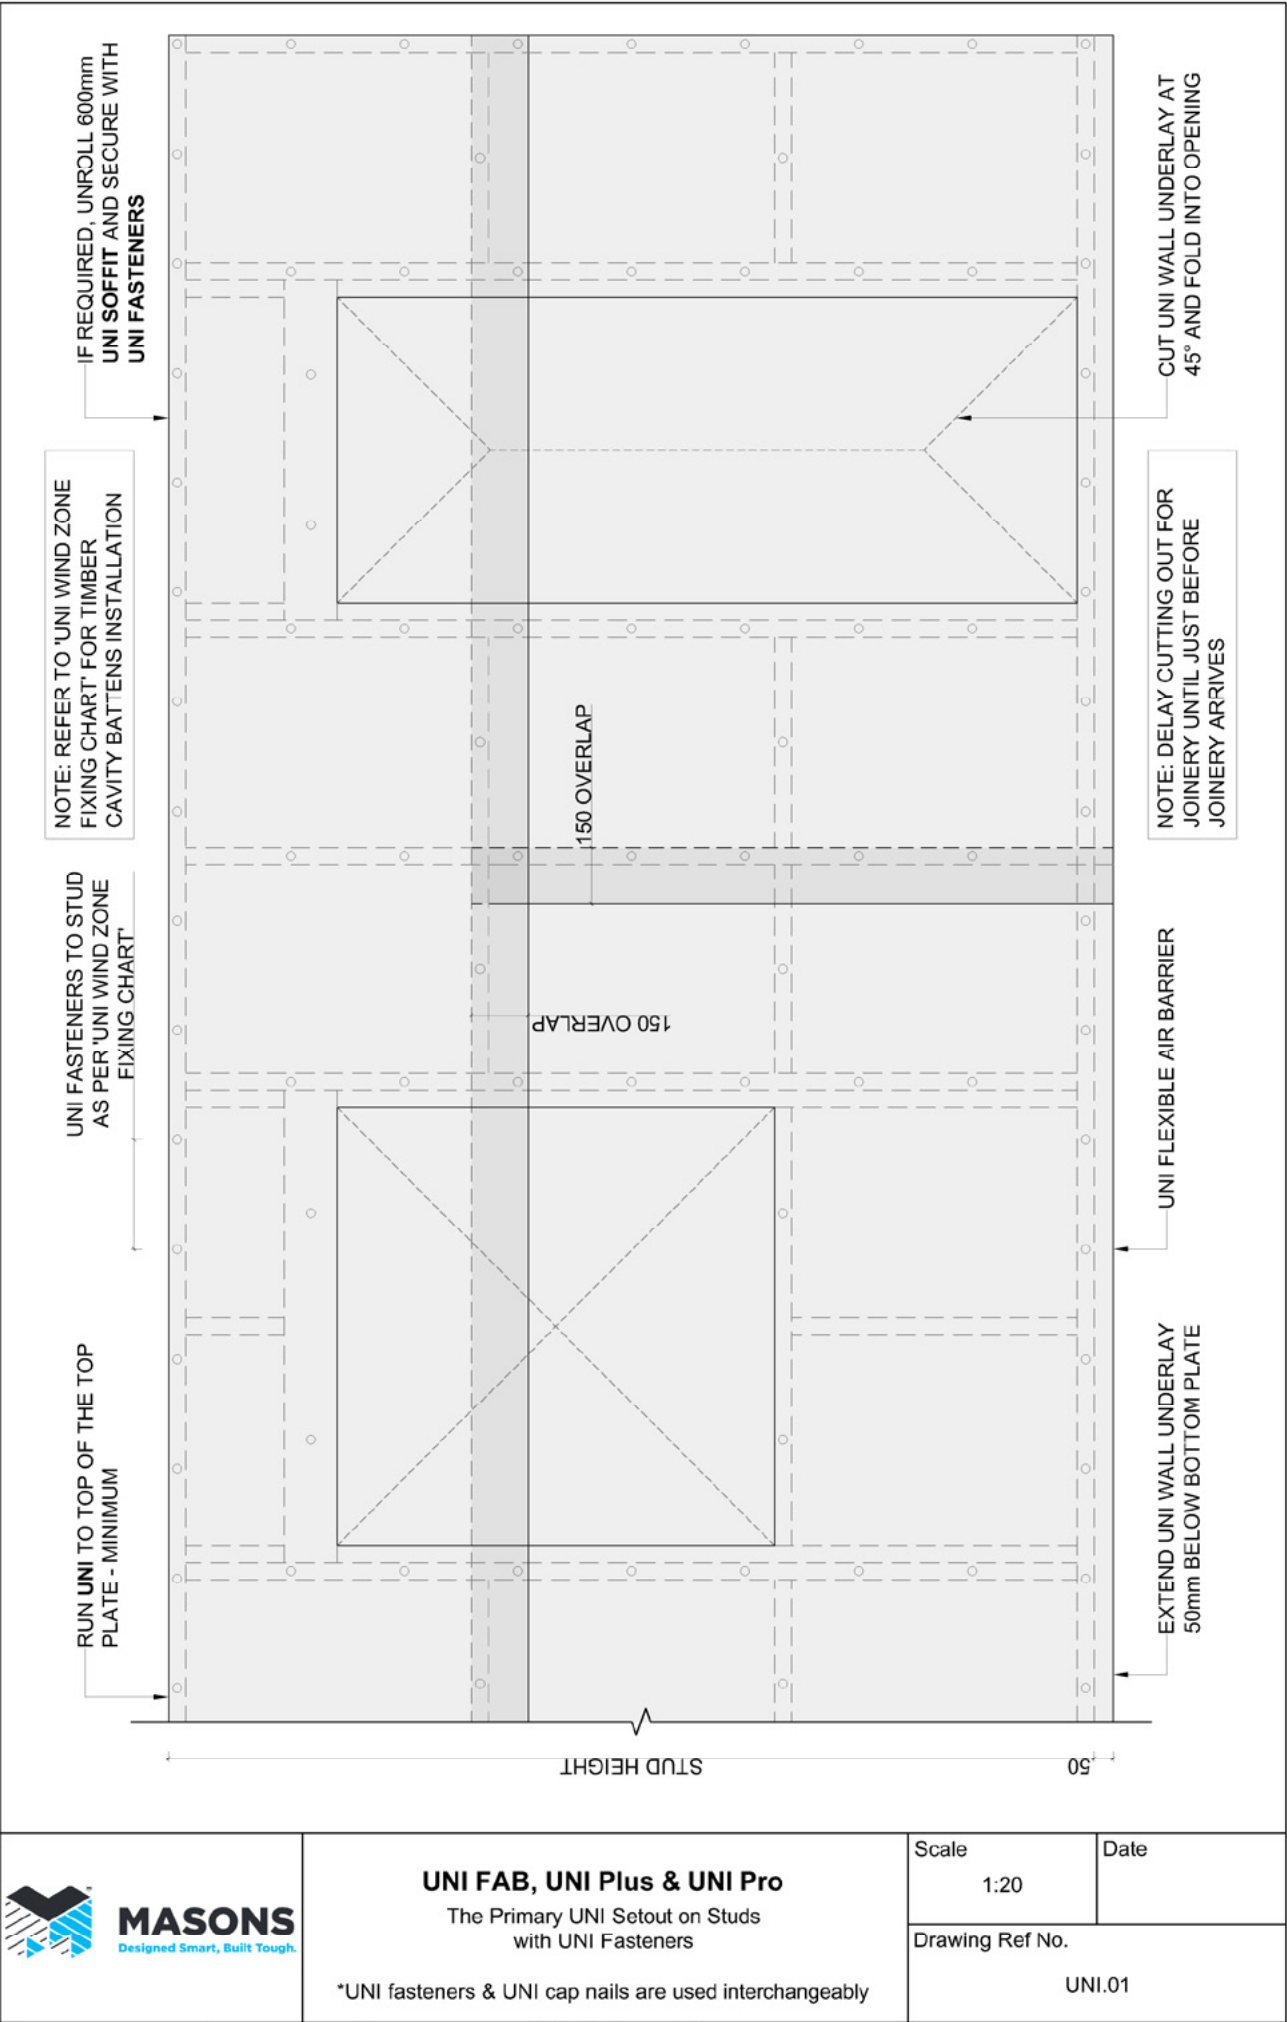 IF REQUIRED, UNROLL 600mm
UNI SOFFIT AND SECURE WITH
UNI FASTENERS
NOTE: REFER TO 'UNI WIND ZONE
FIXING CHART' FOR TIMBER
CAVITY BATTENS INSTALLATION
UNI FASTENERS TO STUD
AS PER 'UNI WIND ZONE
FIXING CHART'
RUN UNI TO TOP OF THE TOP
PLATE - MINIMUM
150 OVERLAP
150 OVERLAP
CUT UNI WALL UNDERLAY AT
45° AND FOLD INTO OPENING
NOTE: DELAY CUTTING OUT FOR
JOINERY UNTIL JUST BEFORE
JOINERY ARRIVES
UNI FLEXIBLE AIR BARRIER
EXTEND UNI WALL UNDERLAY
50mm BELOW BOTTOM PLATE
STUD HEIGHT
50
MASONS
Designed Smart, Built Tough.
UNI FAB, UNI Plus & UNI Pro
The Primary UNI Setout on Studs
with UNI Fasteners
*UNI fasteners & UNI cap nails are used interchangeably
Scale
1:20
Date
Drawing Ref No.
UNI.01